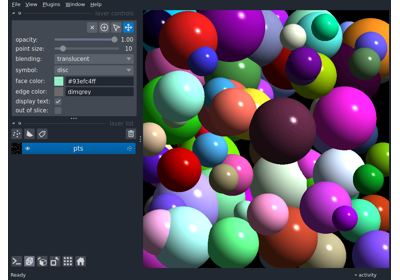 File View Plugins Window Help
layer controls
opacity: 1.00
point size: 10
blending: translucent
symbol: disc
face color: #93efc4ff
edge color: dimgrey
display text:
out of slice:
layer list
pts
Ready
activity